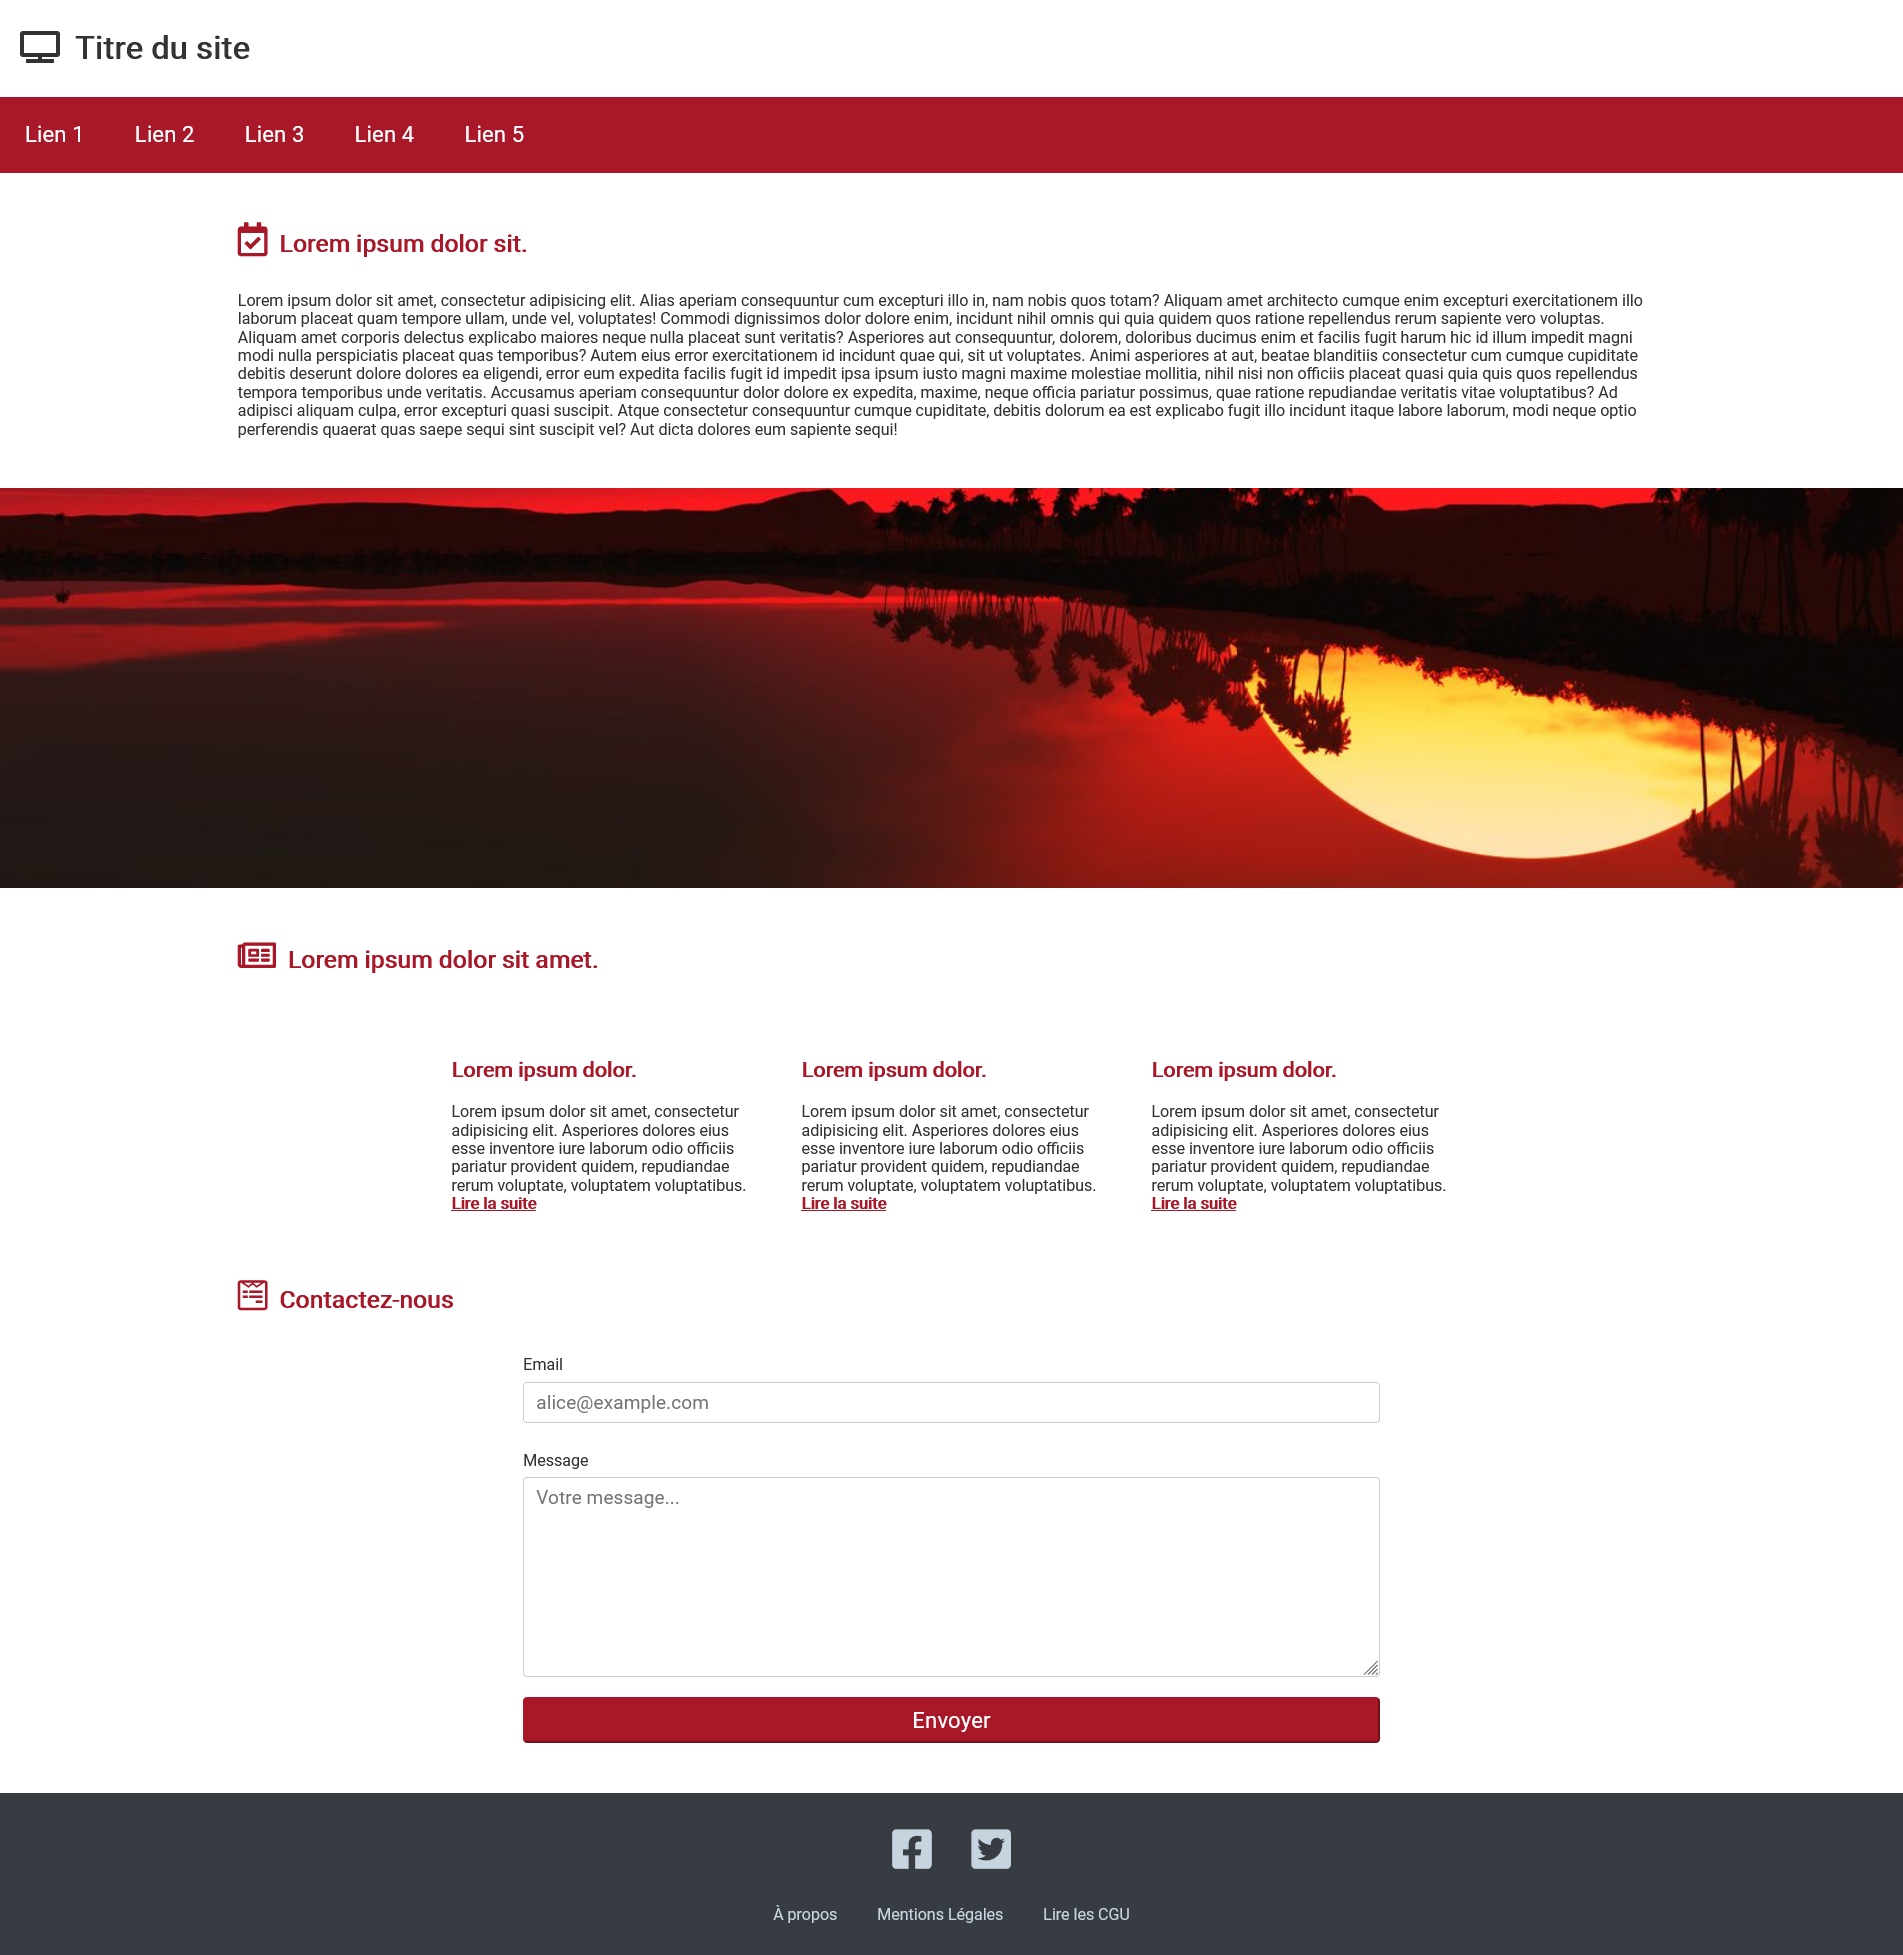 Titre du site
Lien 1
Lien 2
Lien 3
Lien 4
Lien 5
Lorem ipsum dolor sit.
Lorem ipsum dolor sit amet, consectetur adipisicing elit. Alias aperiam consequuntur cum excepturi illo in, nam nobis quos totam? Aliquam amet architecto cumque enim excepturi exercitationem illo
laborum placeat quam tempore ullam, unde vel, voluptates! Commodi dignissimos dolor dolore enim, incidunt nihil omnis qui quia quidem quos ratione repellendus rerum sapiente vero voluptas.
Aliquam amet corporis delectus explicabo maiores neque nulla placeat sunt veritatis? Asperiores aut consequuntur, dolorem, doloribus ducimus enim et facilis fugit harum hic id illum impedit magni
modi nulla perspiciatis placeat quas temporibus? Autem eius error exercitationem id incidunt quae qui, sit ut voluptates. Animi asperiores at aut, beatae blanditiis consectetur cum cumque cupiditate
debitis deserunt dolore dolores ea eligendi, error eum expedita facilis fugit id impedit ipsa ipsum iusto magni maxime molestiae mollitia, nihil nisi non officiis placeat quasi quia quis quos repellendus
tempora temporibus unde veritatis. Accusamus aperiam consequuntur dolor dolore ex expedita, maxime, neque officia pariatur possimus, quae ratione repudiandae veritatis vitae voluptatibus? Ad
adipisci aliquam culpa, error excepturi quasi suscipit. Atque consectetur consequuntur cumque cupiditate, debitis dolorum ea est explicabo fugit illo incidunt itaque labore laborum, modi neque optio
perferendis quaerat quas saepe sequi sint suscipit vel? Aut dicta dolores eum sapiente sequi!
Lorem ipsum dolor sit amet.
Lorem ipsum dolor.
Lorem ipsum dolor sit amet, consectetur
adipisicing elit. Asperiores dolores eius
esse inventore iure laborum odio officiis
pariatur provident quidem, repudiandae
rerum voluptate, voluptatem voluptatibus.
Lire la suite
Lorem ipsum dolor.
Lorem ipsum dolor sit amet, consectetur
adipisicing elit. Asperiores dolores eius
esse inventore iure laborum odio officiis
pariatur provident quidem, repudiandae
rerum voluptate, voluptatem voluptatibus.
Lire la suite
Lorem ipsum dolor.
Lorem ipsum dolor sit amet, consectetur
adipisicing elit. Asperiores dolores eius
esse inventore iure laborum odio officiis
pariatur provident quidem, repudiandae
rerum voluptate, voluptatem voluptatibus.
Lire la suite
Contactez-nous
Email
alice@example.com
Message
Votre message...
Envoyer
À propos
Mentions Légales
Lire les CGU